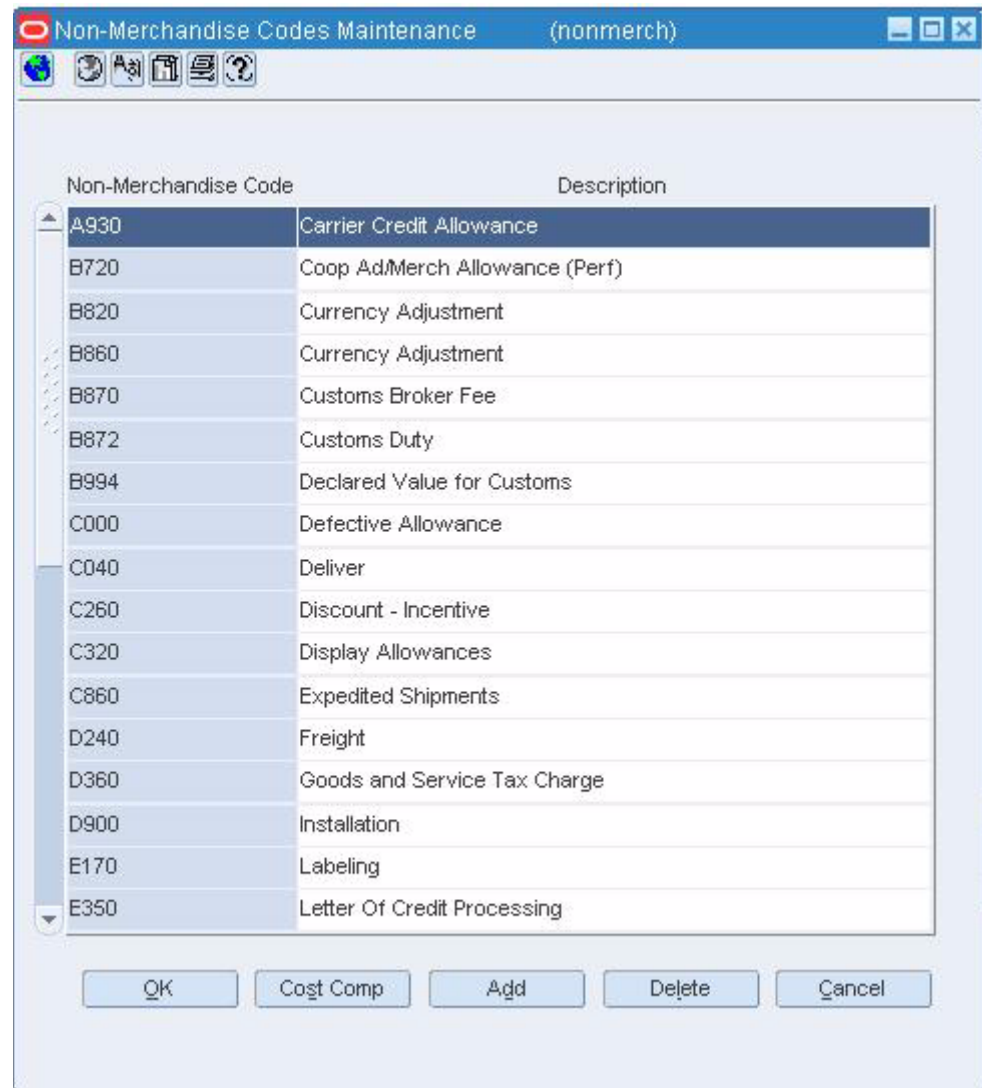 Non-Merchandise Codes Maintenance (nonmerch)
Non-Merchandise Code Description
A930 Carrier Credit Allowance
B720 Coop Ad/Merch Allowance (Perf)
B820 Currency Adjustment
B860 Currency Adjustment
B870 Customs Broker Fee
B872 Customs Duty
B994 Declared Value for Customs
C000 Defective Allowance
C040 Deliver
C260 Discount - Incentive
C320 Display Allowances
C860 Expedited Shipments
D240 Freight
D360 Goods and Service Tax Charge
D900 Installation
E170 Labeling
E350 Letter Of Credit Processing
OK Cost Comp Add Delete Cancel